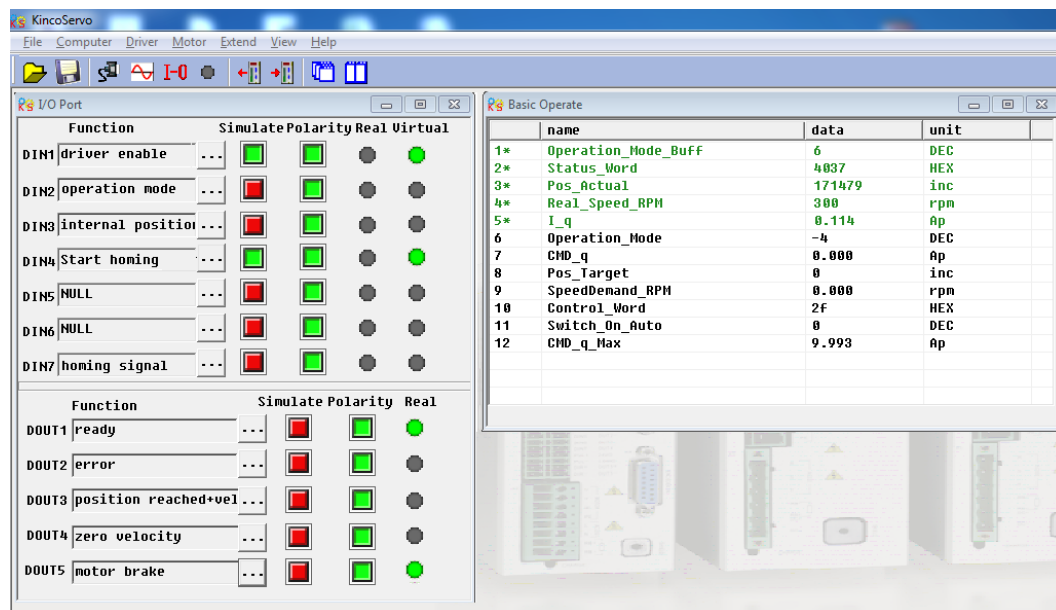 KincoServo
File Computer Driver Motor Extend View Help
I-O
I/O Port
Function Simulate Polarity Real Virtual
DIN1 driver enable ...
DIN2 operation mode ...
DIN3 internal position ...
DIN4 Start homing ...
DIN5 NULL ...
DIN6 NULL ...
DIN7 homing signal ...
Function Simulate Polarity Real
DOUT1 ready ...
DOUT2 error ...
DOUT3 position reached+vel ...
DOUT4 zero velocity ...
DOUT5 motor brake ...
Basic Operate
name data unit
1* Operation_Mode_Buff 6 DEC
2* Status_Word 4037 HEX
3* Pos_Actual 171479 inc
4* Real_Speed_RPM 300 rpm
5* I_q 0.114 Ap
6 Operation_Mode -4 DEC
7 CMD_q 0.000 Ap
8 Pos_Target 0 inc
9 SpeedDemand_RPM 0.000 rpm
10 Control_Word 2f HEX
11 Switch_On_Auto 0 DEC
12 CMD_q_Max 9.993 Ap